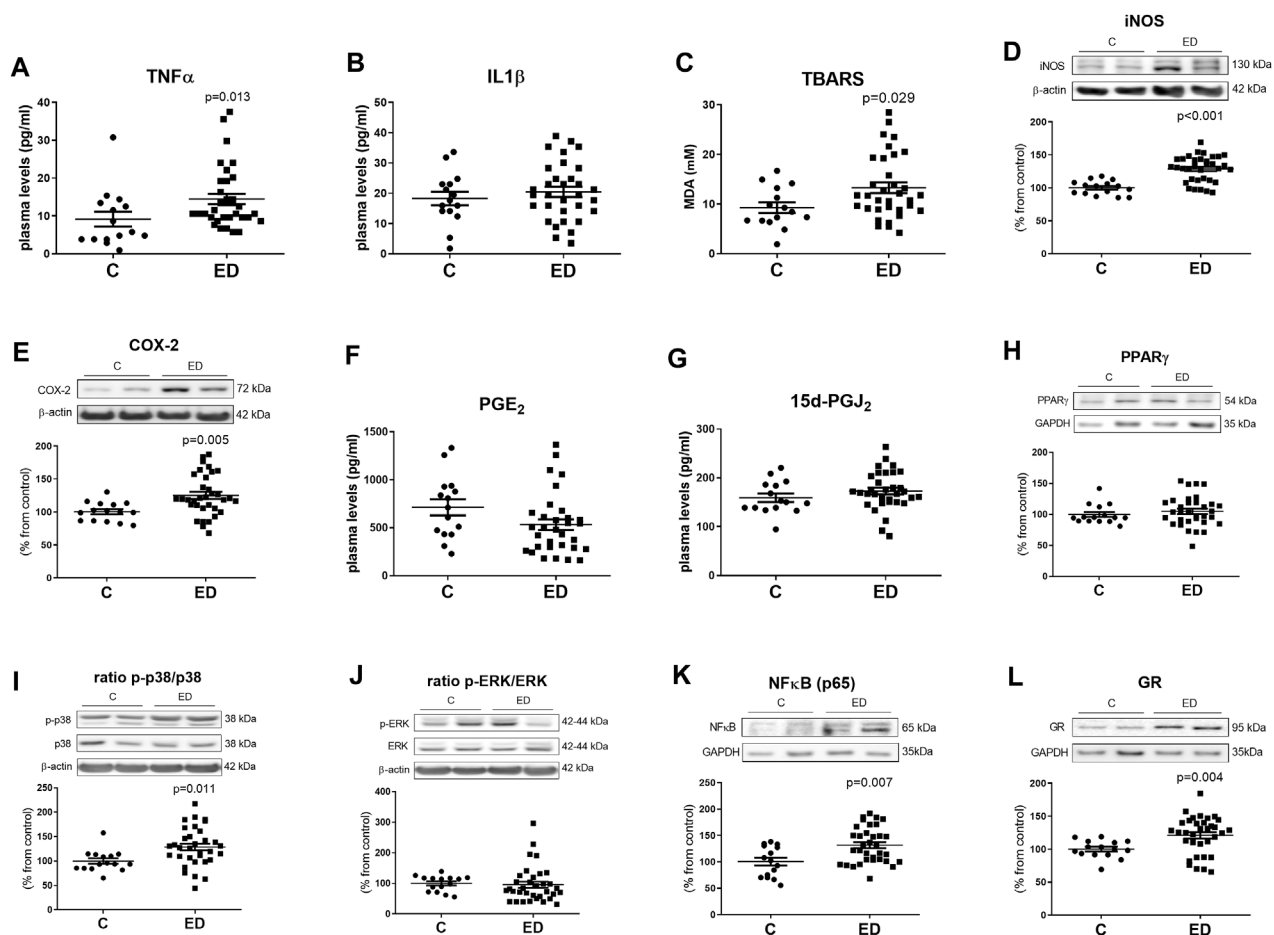 A
TNFα
p=0.013
plasma levels (pg/ml)
40
30
20
10
0
C
ED
B
IL1β
plasma levels (pg/ml)
50
40
30
20
10
0
C
ED
C
TBARS
p=0.029
MDA (mM)
30
20
10
0
C
ED
D
iNOS
C
ED
iNOS
130 kDa
β-actin
42 kDa
p<0.001
(% from control)
200
150
100
50
0
C
ED
E
COX-2
C
ED
COX-2
72 kDa
β-actin
42 kDa
p=0.005
(% from control)
200
150
100
50
0
C
ED
F
PGE2
plasma levels (pg/ml)
1500
1000
500
0
C
ED
G
15d-PGJ2
plasma levels (pg/ml)
300
200
100
0
C
ED
H
PPARγ
C
ED
PPARγ
54 kDa
GAPDH
35 kDa
(% from control)
200
150
100
50
0
C
ED
I
ratio p-p38/p38
C
ED
p-p38
38 kDa
p38
38 kDa
β-actin
42 kDa
p=0.011
(% from control)
250
200
150
100
50
0
C
ED
J
ratio p-ERK/ERK
C
ED
p-ERK
42-44 kDa
ERK
42-44 kDa
β-actin
42 kDa
(% from control)
400
300
200
100
0
C
ED
K
NFκB (p65)
C
ED
NFκB
65 kDa
GAPDH
35kDa
p=0.007
(% from control)
250
200
150
100
50
0
C
ED
L
GR
C
ED
GR
95 kDa
GAPDH
35kDa
p=0.004
(% from control)
200
150
100
50
0
C
ED